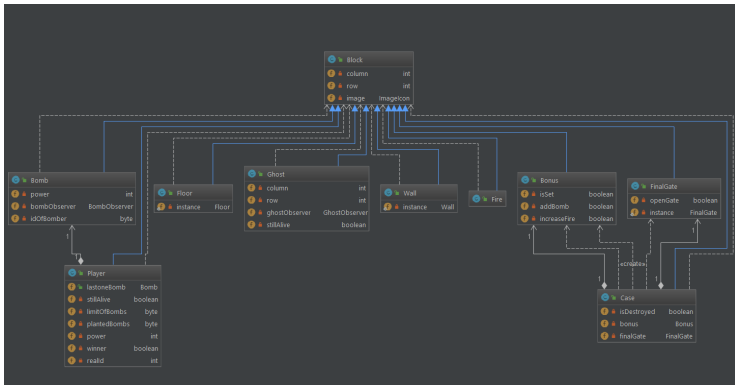 Block
column int
row int
image ImageIcon
Bomb
power int
bombObserver BombObserver
idOfBomber byte
Floor
instance Floor
Ghost
column int
row int
ghostObserver GhostObserver
stillAlive boolean
Wall
instance Wall
Fire
Bonus
isSet boolean
addBomb boolean
increaseFire boolean
FinalGate
openGate boolean
instance FinalGate
1
1
1
1
1
«create»
1
Player
lastoneBomb Bomb
stillAlive boolean
limitOfBombs byte
plantedBombs byte
power int
winner boolean
realId int
Case
isDestroyed boolean
bonus Bonus
finalGate FinalGate